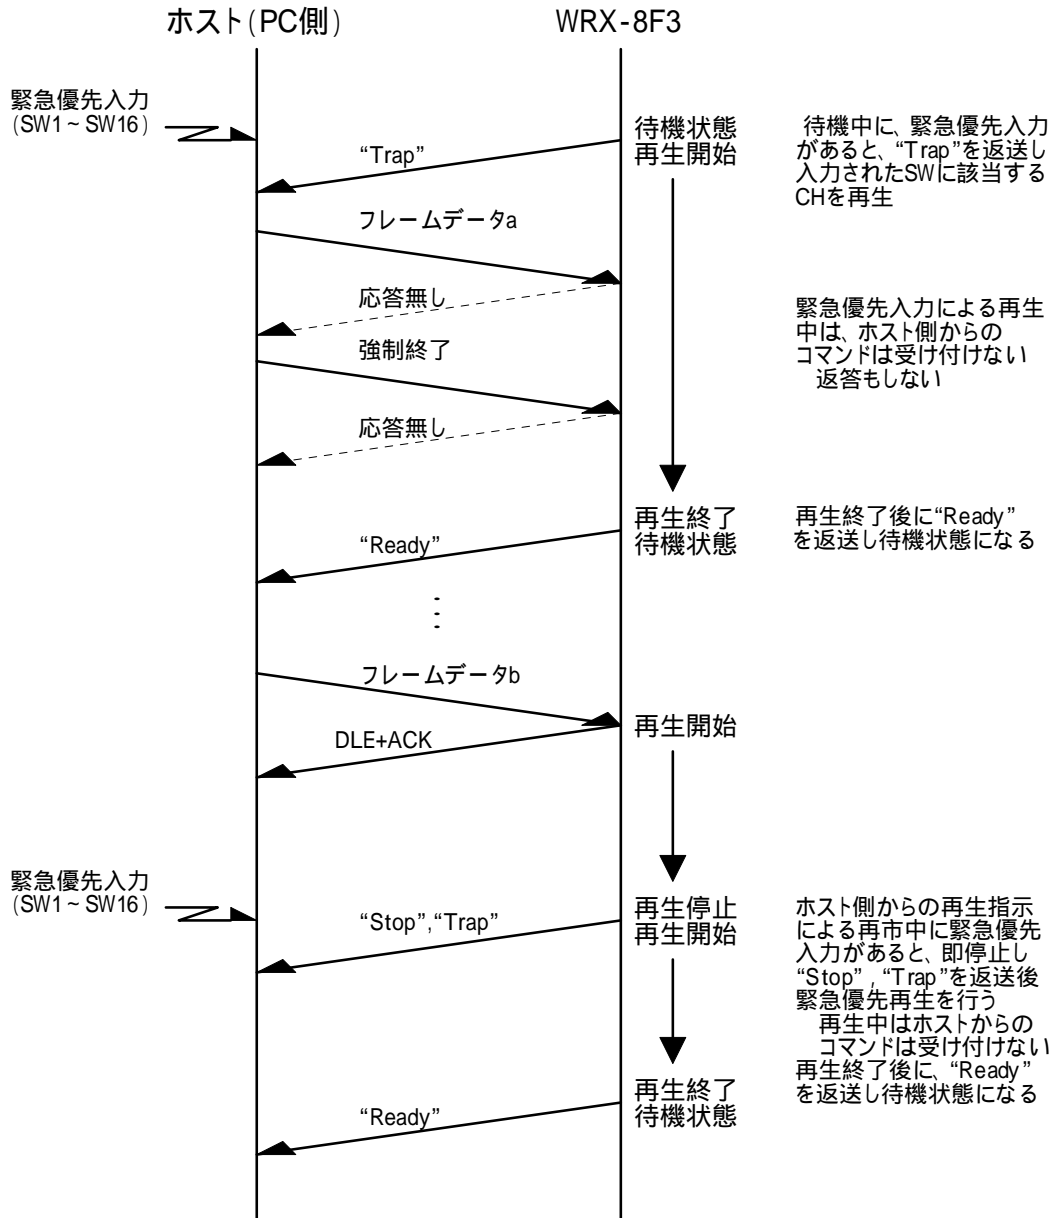 ホスト(PC側)
WRX-8F3
緊急優先入力
(SW1～SW16)
待機状態
再生開始
待機中に、緊急優先入力
があると、“Trap”を返送し
入力されたSWに該当する
CHを再生
“Trap”
フレームデータa
応答無し
緊急優先入力による再生
中は、ホスト側からの
コマンドは受け付けない
返答もしない
強制終了
応答無し
再生終了
待機状態
再生終了後に“Ready”
を返送し待機状態になる
“Ready”
フレームデータb
再生開始
DLE+ACK
緊急優先入力
(SW1～SW16)
“Stop”,“Trap”
再生停止
再生開始
ホスト側からの再生指示
による再市中に緊急優先
入力があると、即停止し
“Stop”,“Trap”を返送後
緊急優先再生を行う
再生中はホストからの
コマンドは受け付けない
再生終了後に、“Ready”
を返送し待機状態になる
再生終了
待機状態
“Ready”